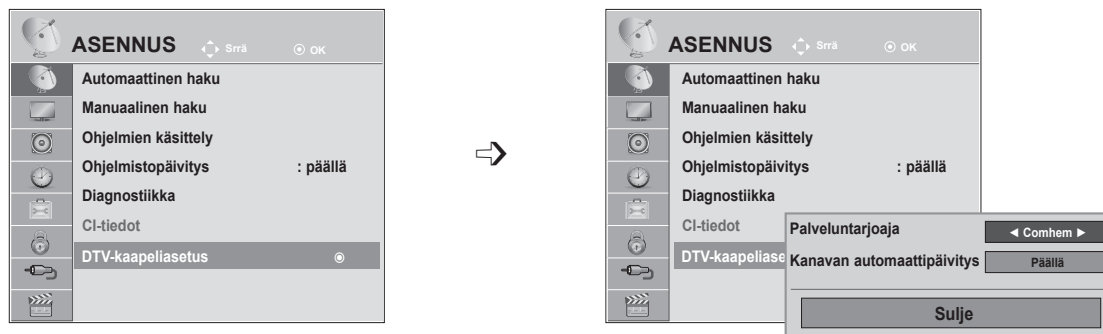 ASENNUS Srrä OK
Automaattinen haku
Manuaalinen haku
Ohjelmien käsittely
Ohjelmistopäivitys : päällä
Diagnostiikka
CI-tiedot
DTV-kaapeliasetus
ASENNUS Srrä OK
Automaattinen haku
Manuaalinen haku
Ohjelmien käsittely
Ohjelmistopäivitys : päällä
Diagnostiikka
CI-tiedot
DTV-kaapeliase
Palveluntarjoaja ◄ Comhem ►
Kanavan automaattipäivitys Päällä
Sulje